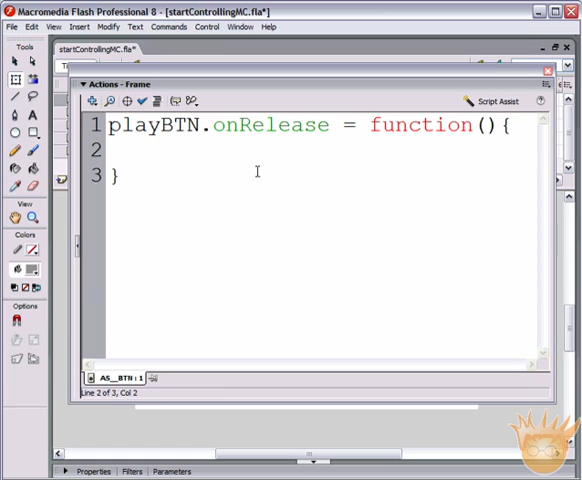 Macromedia Flash Professional 8 - [startControllingMC.fla*]
File Edit View Insert Modify Text Commands Control Window Help
Tools
startControllingMC.fla*
Actions - Frame
Script Assist
1 playBTN.onRelease = function(){
2
3 }
View
Colors
Options
AS__BTN : 1
Line 2 of 3, Col 2
Properties Filters Parameters